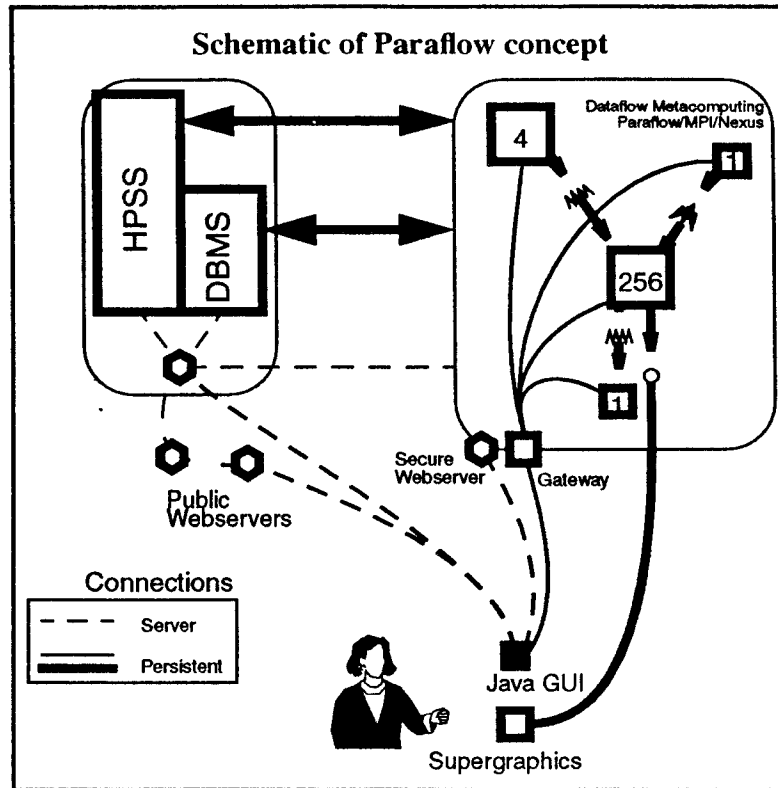 Schematic of Paraflow concept
HPSS
DBMS
Dataflow Metacomputing
Paraflow/MPI/Nexus
4
1
256
1
Secure
Webserver
Gateway
Public
Webservers
Connections
Server
Persistent
Java GUI
Supergraphics